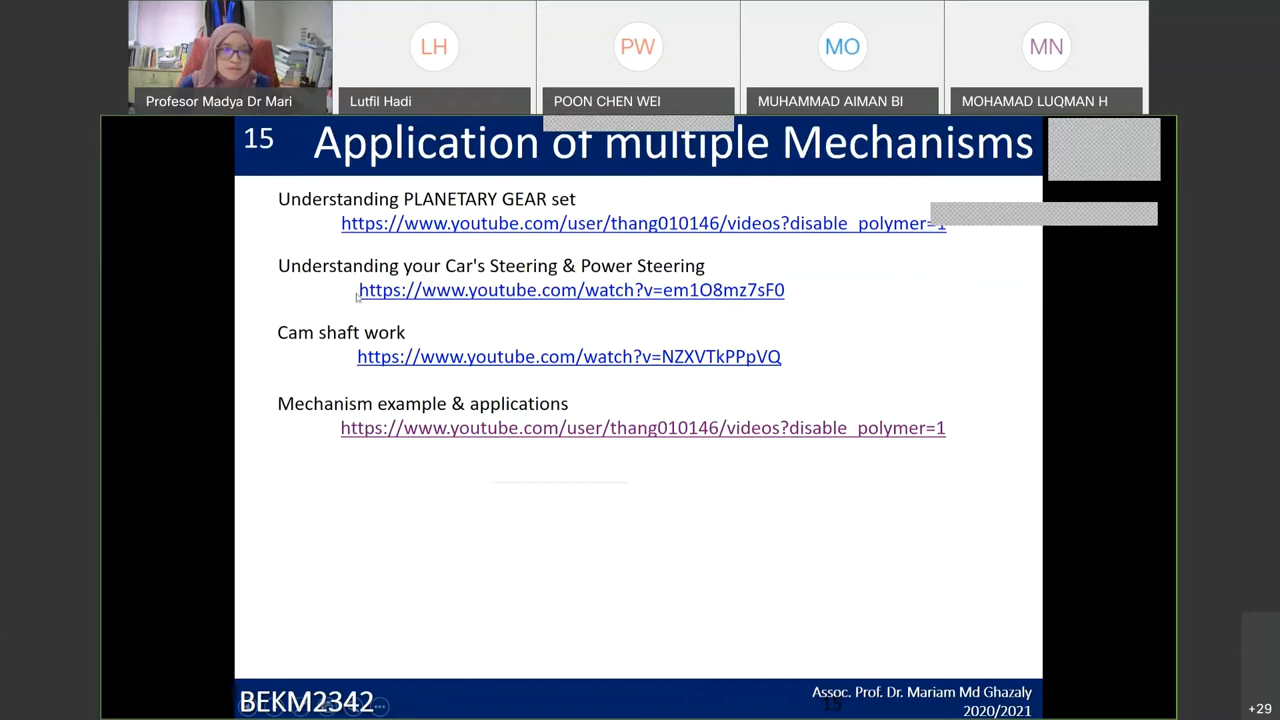 LH
PW
MO
MN
Profesor Madya Dr Mari
Lutfil Hadi
POON CHEN WEI
MUHAMMAD AIMAN BI
MOHAMAD LUQMAN H
15
Application of multiple Mechanisms
Understanding PLANETARY GEAR set
https://www.youtube.com/user/thang010146/videos?disable_polymer=1
Understanding your Car's Steering & Power Steering
https://www.youtube.com/watch?v=em1O8mz7sF0
Cam shaft work
https://www.youtube.com/watch?v=NZXVTkPPpVQ
Mechanism example & applications
https://www.youtube.com/user/thang010146/videos?disable_polymer=1
BEKM2342
Assoc. Prof. Dr. Mariam Md Ghazaly
15
2020/2021
+29